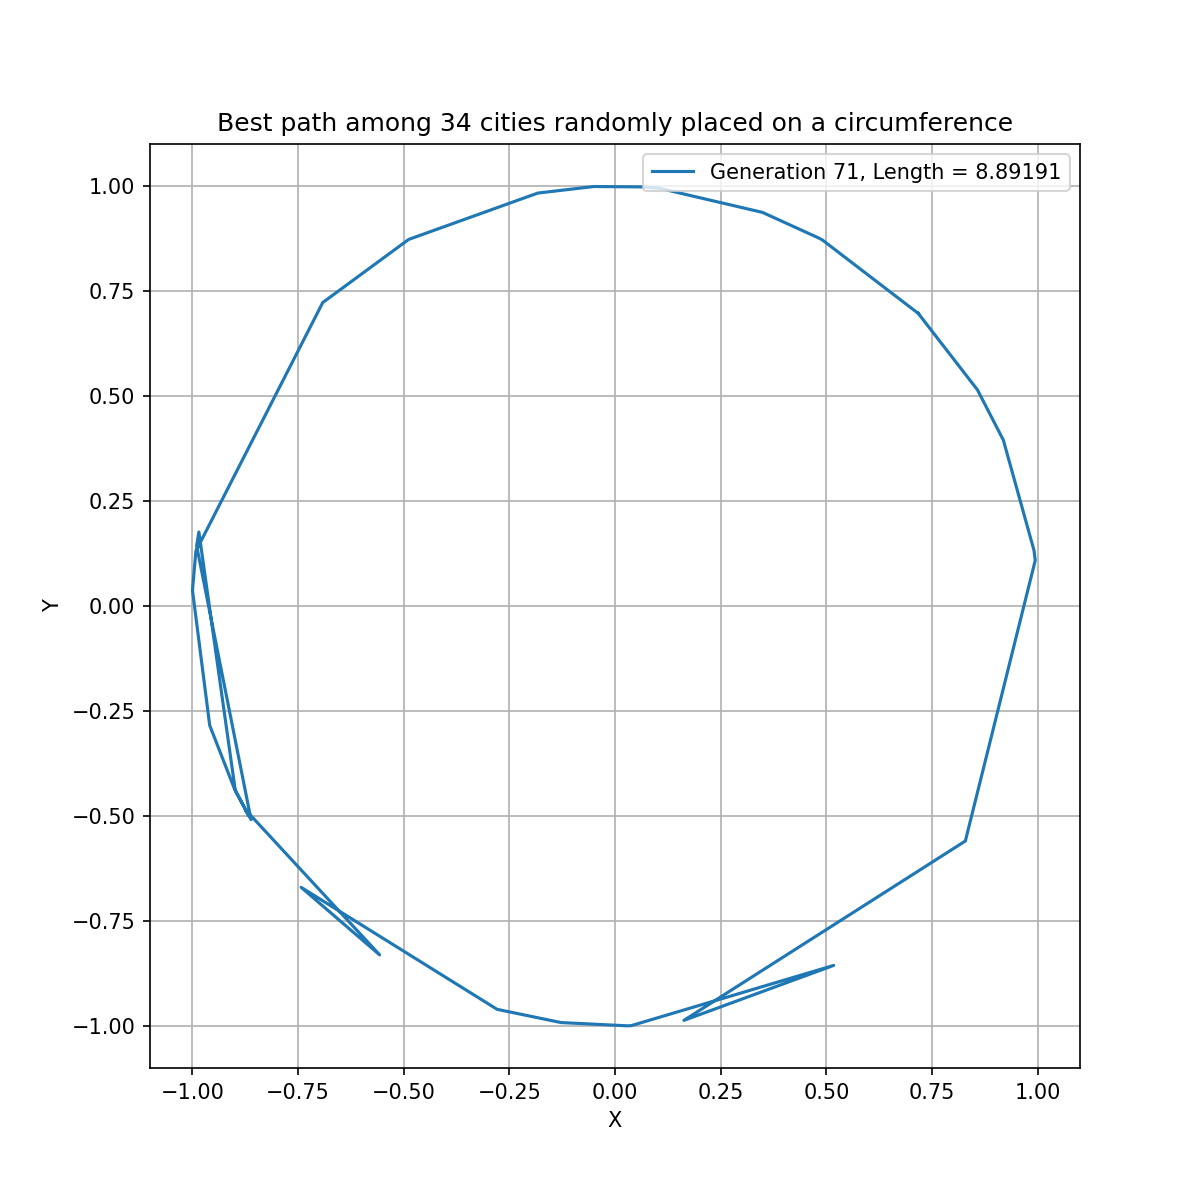 Best path among 34 cities randomly placed on a circumference
Generation 71, Length = 8.89191
1.00
0.75
0.50
0.25
0.00
−0.25
−0.50
−0.75
−1.00
Y
−1.00 −0.75 −0.50 −0.25 0.00 0.25 0.50 0.75 1.00
X